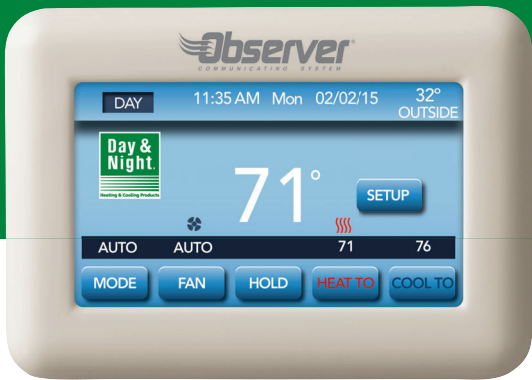 Observer
COMMUNICATING SYSTEM
DAY 11:35 AM Mon 02/02/15 32°
OUTSIDE
Day &
Night
Heating & Cooling Products
71°
SETUP
AUTO AUTO 71 76
MODE FAN HOLD HEAT TO COOL TO